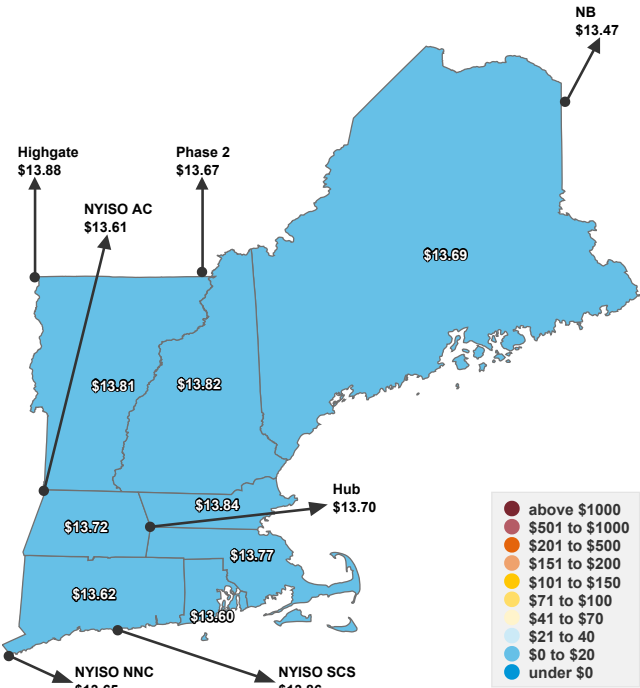 NB
$13.47
Highgate
$13.88
Phase 2
$13.67
NYISO AC
$13.61
$13.69
$13.81
$13.82
Hub
$13.70
$13.84
$13.72
$13.77
$13.62
$13.60
NYISO NNC
NYISO SCS
above $1000
$501 to $1000
$201 to $500
$151 to $200
$101 to $150
$71 to $100
$41 to $70
$21 to 40
$0 to $20
under $0